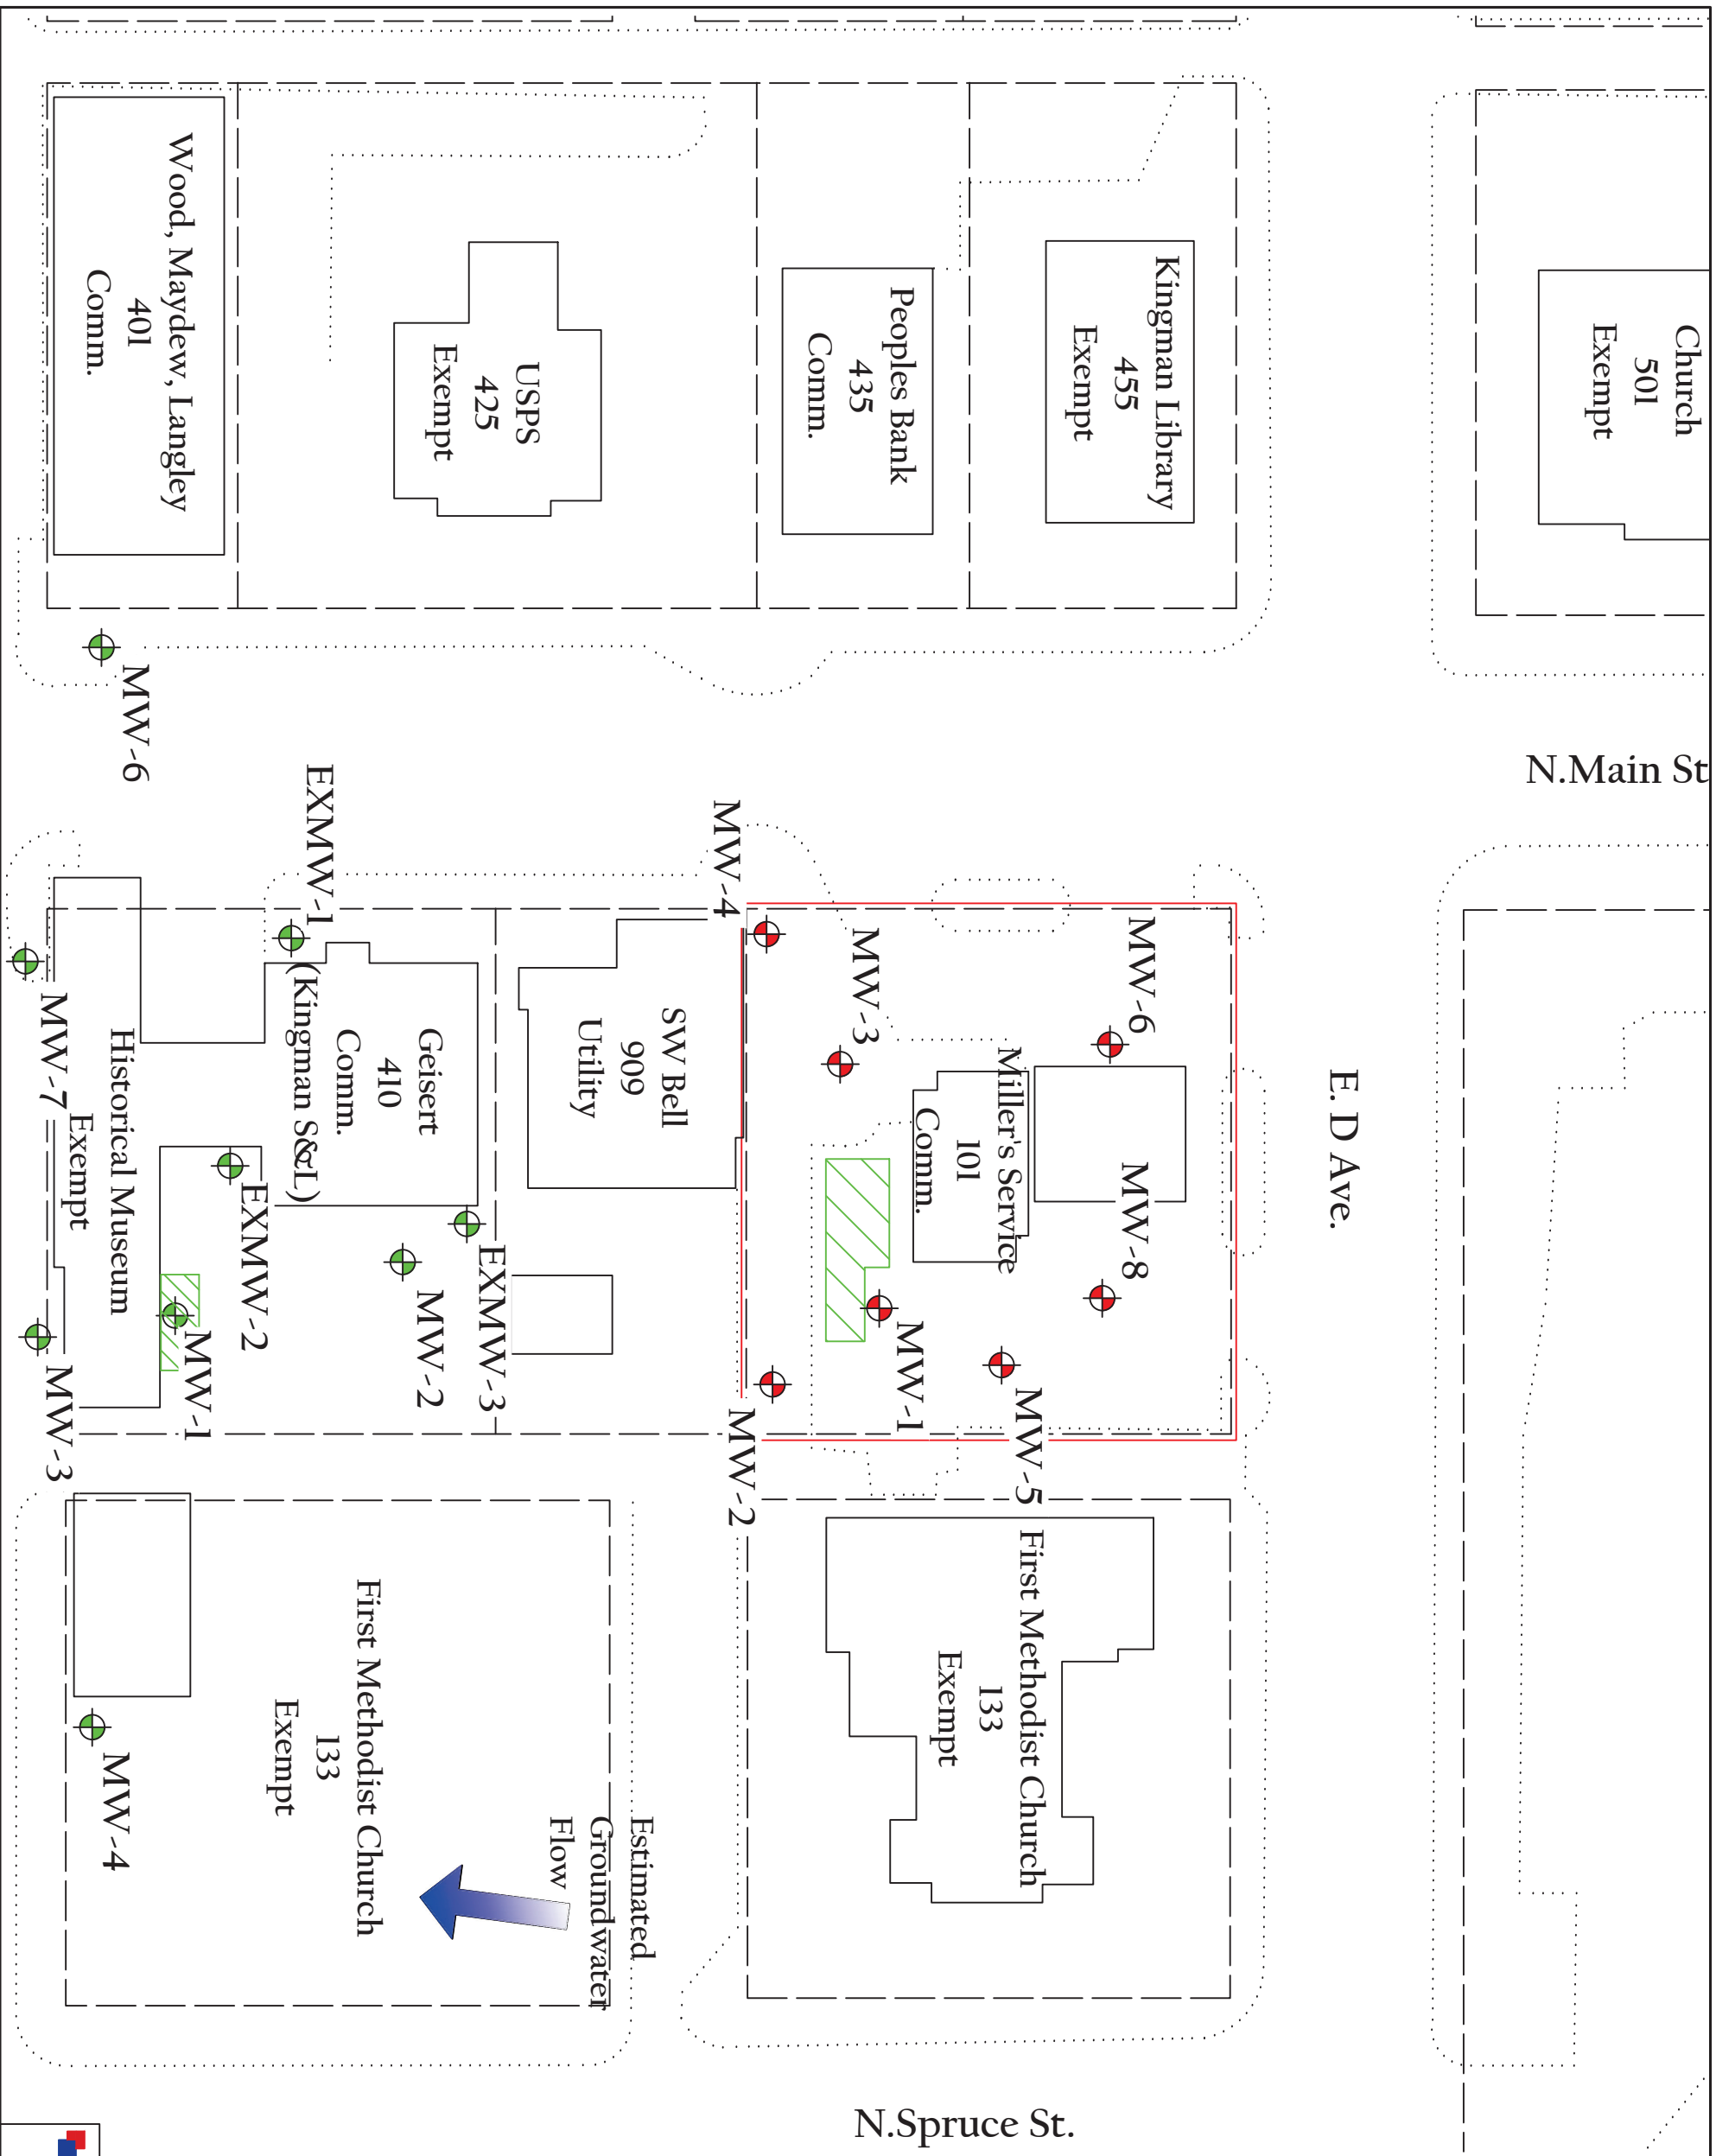 Wood, Maydew, Langley
401
Comm.
USPS
425
Exempt
Peoples Bank
435
Comm.
Kingman Library
455
Exempt
Church
501
Exempt
MW-6
N.Main St
EXMW-1
MW-4
MW-3
MW-6
MW-7
Historical Museum
Exempt
Geisert
410
Comm.
(Kingman S&L)
SW Bell
909
Utility
Miller's Service
101
Comm.
E. D Ave.
MW-8
EXMW-2
EXMW-3
MW-2
MW-1
MW-3
MW-1
MW-5
MW-2
First Methodist Church
133
Exempt
First Methodist Church
133
Exempt
MW-4
Estimated
Groundwater
Flow
N.Spruce St.